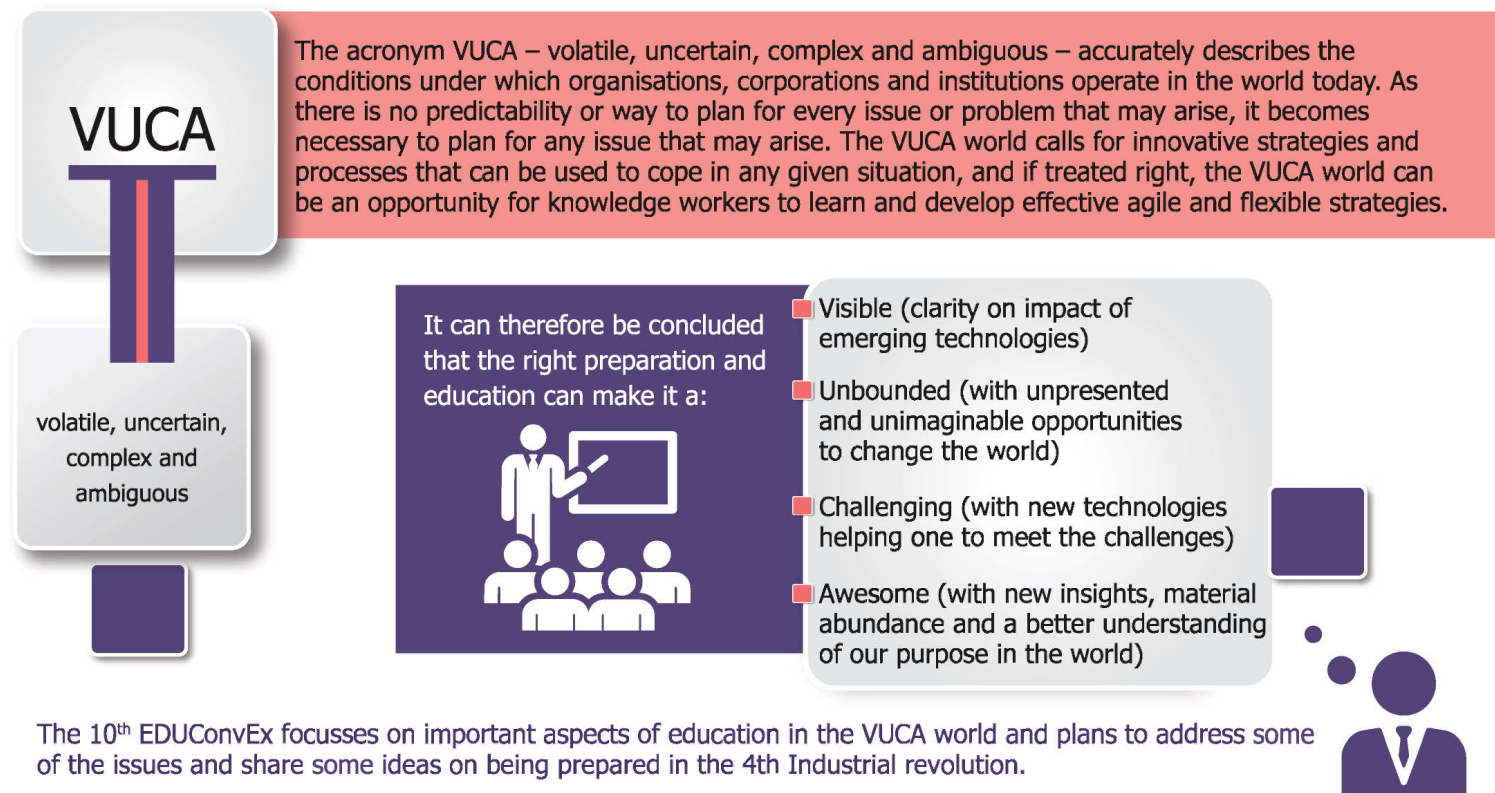 VUCA
The acronym VUCA – volatile, uncertain, complex and ambiguous – accurately describes the
conditions under which organisations, corporations and institutions operate in the world today. As
there is no predictability or way to plan for every issue or problem that may arise, it becomes
necessary to plan for any issue that may arise. The VUCA world calls for innovative strategies and
processes that can be used to cope in any given situation, and if treated right, the VUCA world can
be an opportunity for knowledge workers to learn and develop effective agile and flexible strategies.
volatile, uncertain,
complex and
ambiguous
It can therefore be concluded
that the right preparation and
education can make it a:
Visible (clarity on impact of
emerging technologies)
Unbounded (with unpresented
and unimaginable opportunities
to change the world)
Challenging (with new technologies
helping one to meet the challenges)
Awesome (with new insights, material
abundance and a better understanding
of our purpose in the world)
The 10th EDUConvEx focusses on important aspects of education in the VUCA world and plans to address some
of the issues and share some ideas on being prepared in the 4th Industrial revolution.